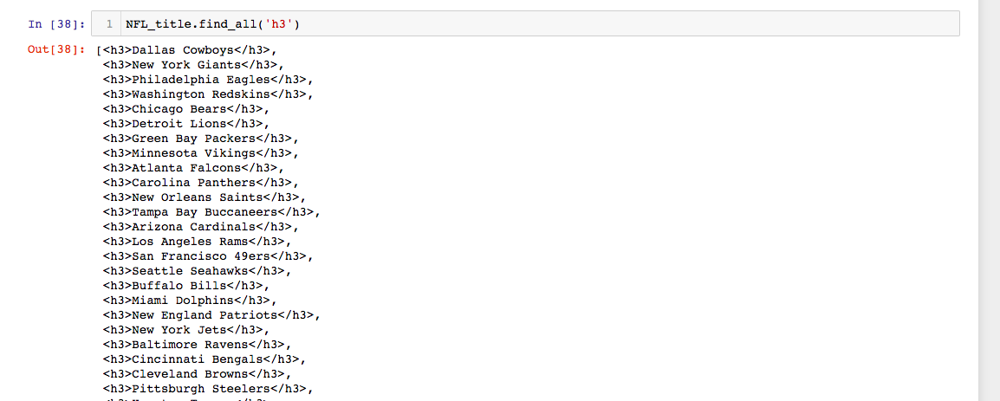 In [38]: 1 NFL_title.find_all('h3')
Out[38]: [<h3>Dallas Cowboys</h3>,
<h3>New York Giants</h3>,
<h3>Philadelphia Eagles</h3>,
<h3>Washington Redskins</h3>,
<h3>Chicago Bears</h3>,
<h3>Detroit Lions</h3>,
<h3>Green Bay Packers</h3>,
<h3>Minnesota Vikings</h3>,
<h3>Atlanta Falcons</h3>,
<h3>Carolina Panthers</h3>,
<h3>New Orleans Saints</h3>,
<h3>Tampa Bay Buccaneers</h3>,
<h3>Arizona Cardinals</h3>,
<h3>Los Angeles Rams</h3>,
<h3>San Francisco 49ers</h3>,
<h3>Seattle Seahawks</h3>,
<h3>Buffalo Bills</h3>,
<h3>Miami Dolphins</h3>,
<h3>New England Patriots</h3>,
<h3>New York Jets</h3>,
<h3>Baltimore Ravens</h3>,
<h3>Cincinnati Bengals</h3>,
<h3>Cleveland Browns</h3>,
<h3>Pittsburgh Steelers</h3>,